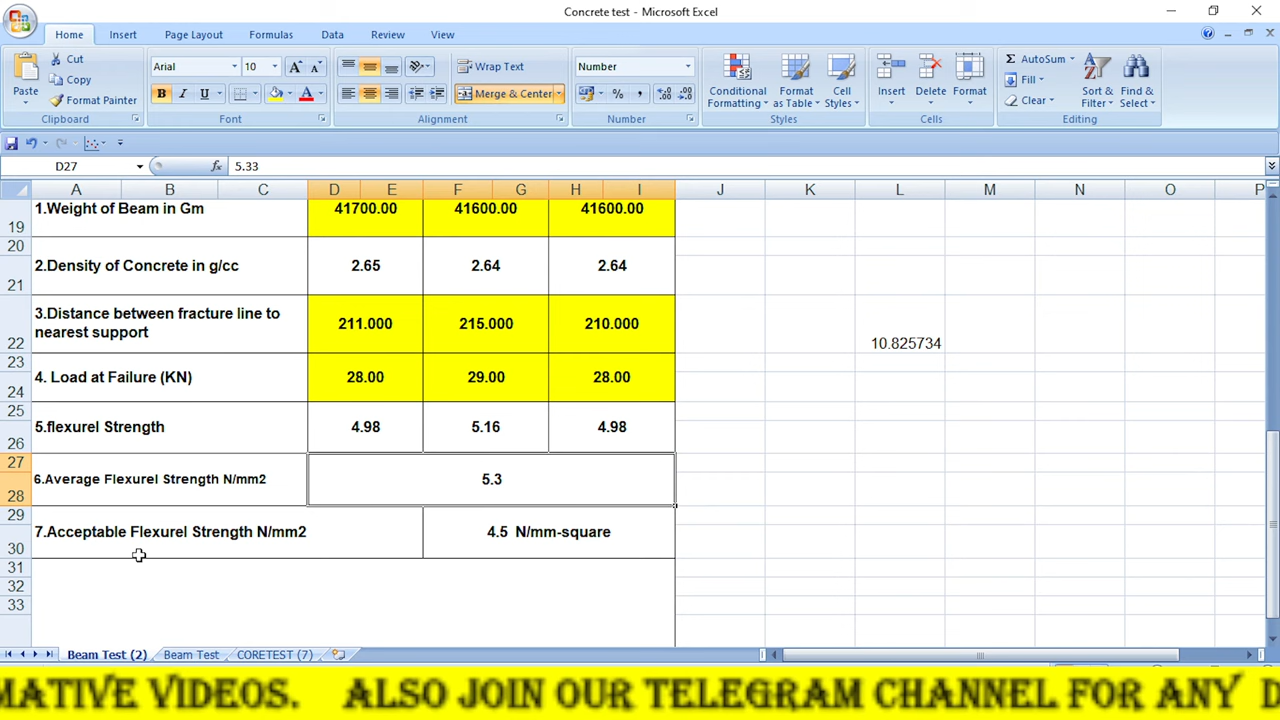 Concrete test - Microsoft Excel
Home Insert Page Layout Formulas Data Review View
Paste
Cut
Copy
Format Painter
Clipboard
Arial 10
B I U
Font
Wrap Text
Merge & Center
Alignment
Number
% ,
Number
Conditional Formatting
Format as Table
Cell Styles
Styles
Insert Delete Format
Cells
Σ AutoSum
Fill
Clear
Sort & Filter
Find & Select
Editing
D27 fx 5.33
A B C D E F G H I J K L M N O P
19 1.Weight of Beam in Gm 41700.00 41600.00 41600.00
20
21 2.Density of Concrete in g/cc 2.65 2.64 2.64
22 3.Distance between fracture line to
nearest support 211.000 215.000 210.000 10.825734
23
24 4. Load at Failure (KN) 28.00 29.00 28.00
25
26 5.flexurel Strength 4.98 5.16 4.98
27
28 6.Average Flexurel Strength N/mm2 5.3
29
30 7.Acceptable Flexurel Strength N/mm2 4.5 N/mm-square
31
32
33
Beam Test (2) Beam Test CORETEST (7)
MATIVE VIDEOS. ALSO JOIN OUR TELEGRAM CHANNEL FOR ANY D